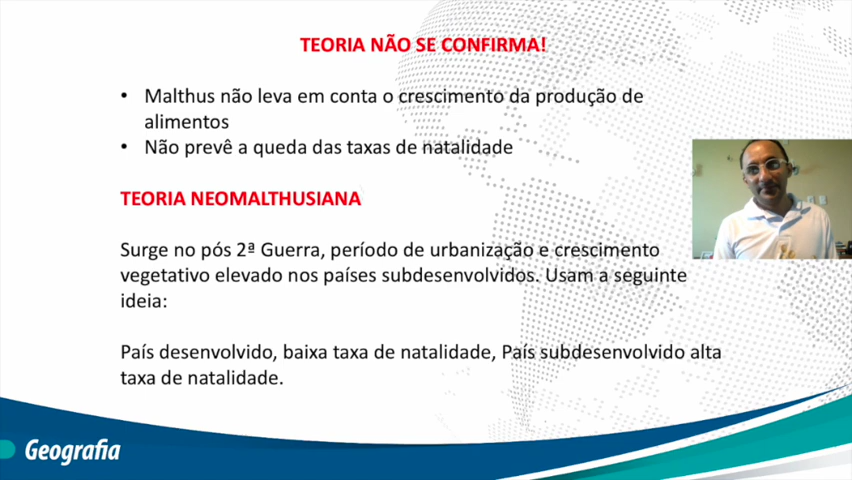 TEORIA NÃO SE CONFIRMA!
• Malthus não leva em conta o crescimento da produção de
alimentos
• Não prevê a queda das taxas de natalidade
TEORIA NEOMALTHUSIANA
Surge no pós 2ª Guerra, período de urbanização e crescimento
vegetativo elevado nos países subdesenvolvidos. Usam a seguinte
ideia:
País desenvolvido, baixa taxa de natalidade, País subdesenvolvido alta
taxa de natalidade.
Geografia